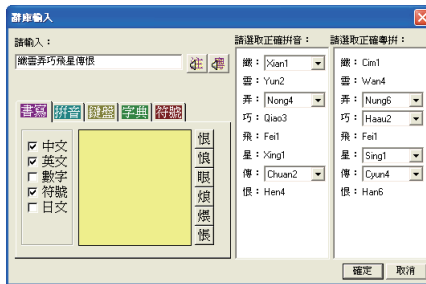 辭庫輸入
請輸入：
纖雲弄巧飛星傳恨
書寫 拼音 鍵盤 字典 符號
中文
英文
數字
符號
日文
恨
悢
眼
烺
煨
悵
請選取正確拼音：
纖： Xian1
雲： Yun2
弄： Nong4
巧： Qiao3
飛： Fei1
星： Xing1
傳： Chuan2
恨： Hen4
請選取正確粵拼：
纖： Cim1
雲： Wan4
弄： Nung6
巧： Haau2
飛： Fei1
星： Sing1
傳： Cyun4
恨： Han6
確定 取消